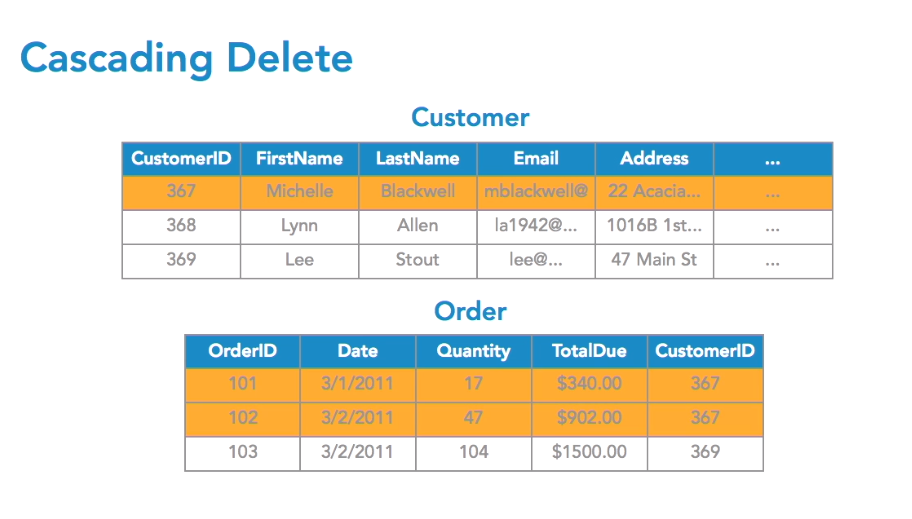 Cascading Delete
Customer
CustomerID FirstName LastName Email Address ...
367 Michelle Blackwell mblackwell@ 22 Acacia... ...
368 Lynn Allen la1942@... 1016B 1st... ...
369 Lee Stout lee@... 47 Main St ...
Order
OrderID Date Quantity TotalDue CustomerID
101 3/1/2011 17 $340.00 367
102 3/2/2011 47 $902.00 367
103 3/2/2011 104 $1500.00 369